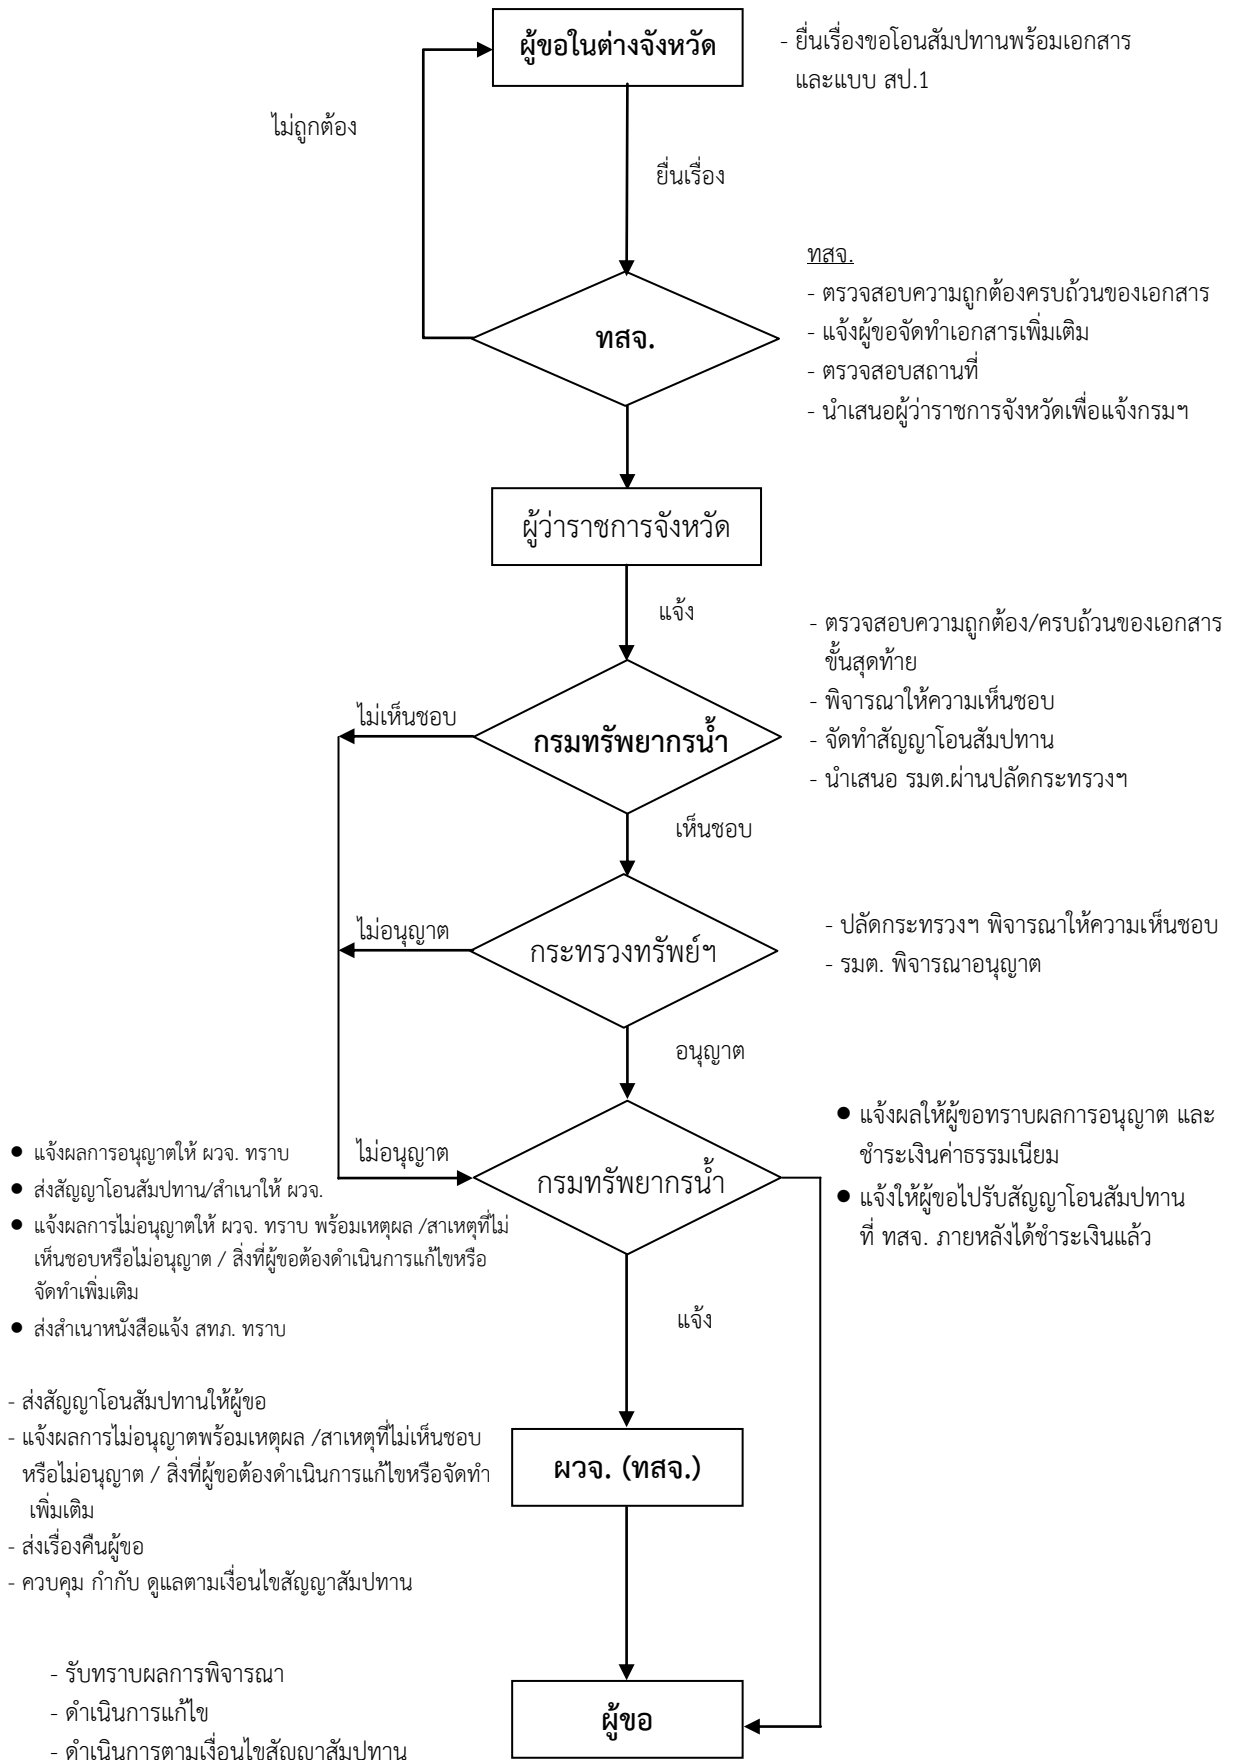 ผู้ขอในต่างจังหวัด
- ยื่นเรื่องขอโอนสัมปทานพร้อมเอกสาร
และแบบ สป.1
ไม่ถูกต้อง
ยื่นเรื่อง
ทสจ.
- ตรวจสอบความถูกต้องครบถ้วนของเอกสาร
- แจ้งผู้ขอจัดทำเอกสารเพิ่มเติม
- ตรวจสอบสถานที่
- นำเสนอผู้ว่าราชการจังหวัดเพื่อแจ้งกรมฯ
ทสจ.
ผู้ว่าราชการจังหวัด
แจ้ง
- ตรวจสอบความถูกต้อง/ครบถ้วนของเอกสาร
ขั้นสุดท้าย
- พิจารณาให้ความเห็นชอบ
- จัดทำสัญญาโอนสัมปทาน
- นำเสนอ รมต.ผ่านปลัดกระทรวงฯ
ไม่เห็นชอบ
กรมทรัพยากรน้ำ
เห็นชอบ
ไม่อนุญาต
กระทรวงทรัพย์ฯ
- ปลัดกระทรวงฯ พิจารณาให้ความเห็นชอบ
- รมต. พิจารณาอนุญาต
อนุญาต
● แจ้งผลให้ผู้ขอทราบผลการอนุญาต และ
ชำระเงินค่าธรรมเนียม
● แจ้งให้ผู้ขอไปรับสัญญาโอนสัมปทาน
ที่ ทสจ. ภายหลังได้ชำระเงินแล้ว
ไม่อนุญาต
กรมทรัพยากรน้ำ
● แจ้งผลการอนุญาตให้ ผวจ. ทราบ
● ส่งสัญญาโอนสัมปทาน/สำเนาให้ ผวจ.
● แจ้งผลการไม่อนุญาตให้ ผวจ. ทราบ พร้อมเหตุผล /สาเหตุที่ไม่
เห็นชอบหรือไม่อนุญาต / สิ่งที่ผู้ขอต้องดำเนินการแก้ไขหรือ
จัดทำเพิ่มเติม
● ส่งสำเนาหนังสือแจ้ง สทภ. ทราบ
แจ้ง
- ส่งสัญญาโอนสัมปทานให้ผู้ขอ
- แจ้งผลการไม่อนุญาตพร้อมเหตุผล /สาเหตุที่ไม่เห็นชอบ
หรือไม่อนุญาต / สิ่งที่ผู้ขอต้องดำเนินการแก้ไขหรือจัดทำ
เพิ่มเติม
- ส่งเรื่องคืนผู้ขอ
- ควบคุม กำกับ ดูแลตามเงื่อนไขสัญญาสัมปทาน
ผวจ. (ทสจ.)
- รับทราบผลการพิจารณา
- ดำเนินการแก้ไข
- ดำเนินการตามเงื่อนไขสัญญาสัมปทาน
ผู้ขอ